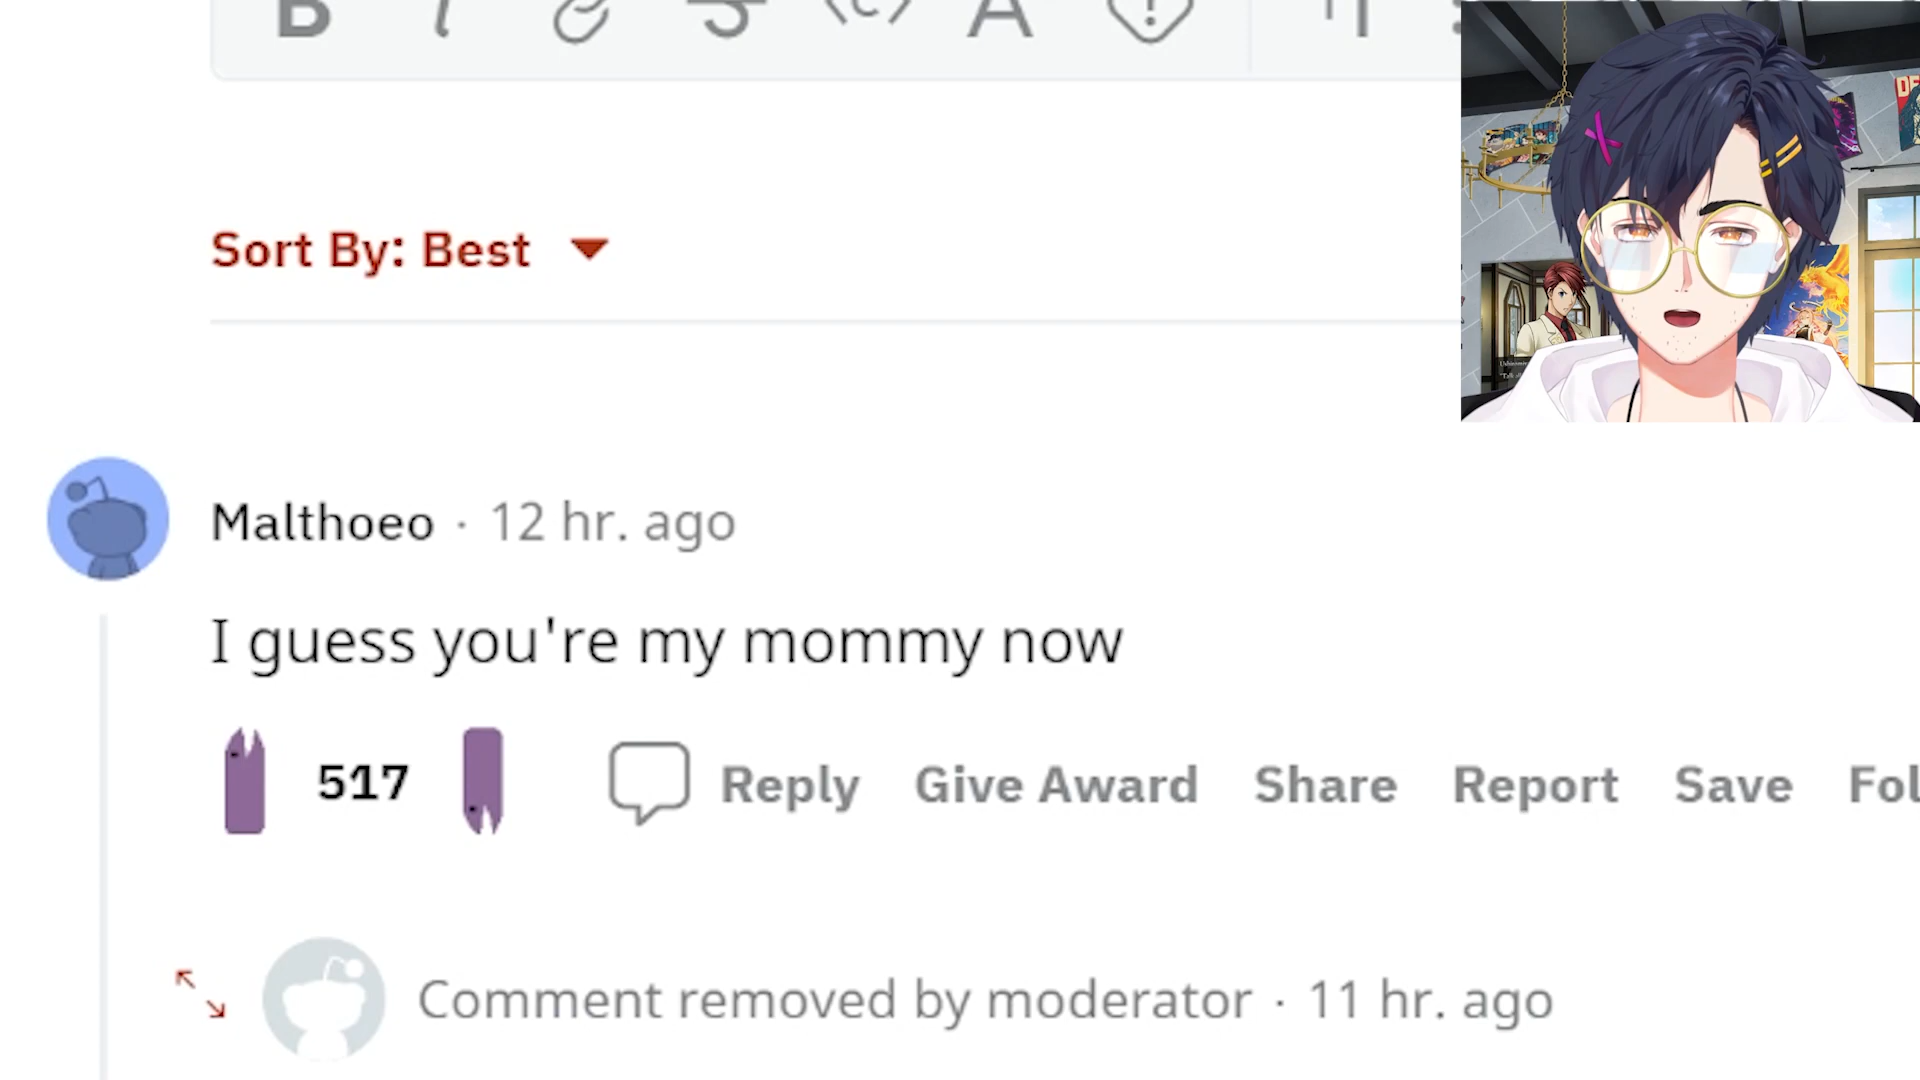 Sort By: Best
Malthoeo · 12 hr. ago
I guess you're my mommy now
517 Reply Give Award Share Report Save Fol
Comment removed by moderator · 11 hr. ago